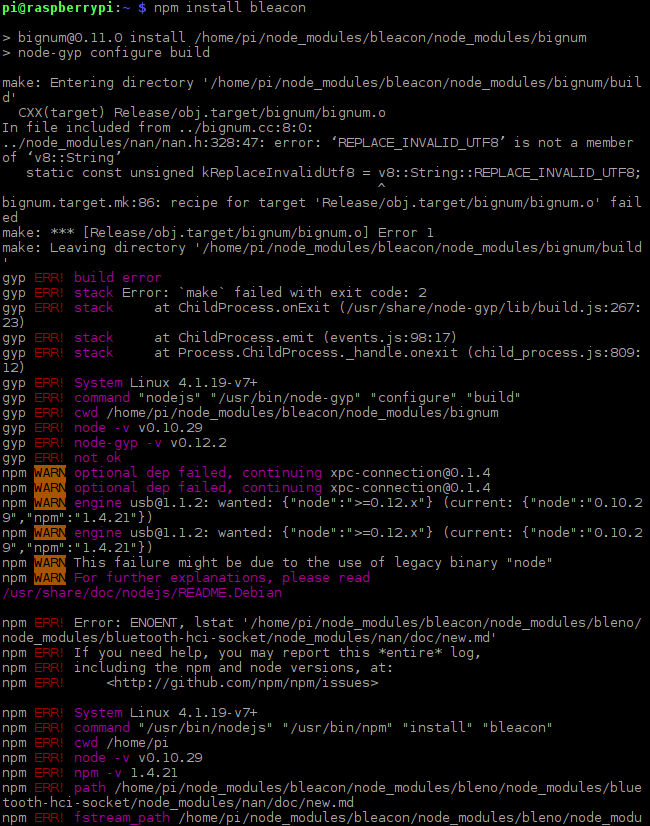 pi@raspberrypi:~ $ npm install bleacon
> bignum@0.11.0 install /home/pi/node_modules/bleacon/node_modules/bignum
> node-gyp configure build
make: Entering directory '/home/pi/node_modules/bleacon/node_modules/bignum/buil
d'
  CXX(target) Release/obj.target/bignum/bignum.o
In file included from ../bignum.cc:8:0:
../node_modules/nan/nan.h:328:47: error: ‘REPLACE_INVALID_UTF8’ is not a member
of ‘v8::String’
   static const unsigned kReplaceInvalidUtf8 = v8::String::REPLACE_INVALID_UTF8;
                                               ^
bignum.target.mk:86: recipe for target 'Release/obj.target/bignum/bignum.o' fail
ed
make: *** [Release/obj.target/bignum/bignum.o] Error 1
make: Leaving directory '/home/pi/node_modules/bleacon/node_modules/bignum/build
'
gyp ERR! build error
gyp ERR! stack Error: `make` failed with exit code: 2
gyp ERR! stack     at ChildProcess.onExit (/usr/share/node-gyp/lib/build.js:267:
23)
gyp ERR! stack     at ChildProcess.emit (events.js:98:17)
gyp ERR! stack     at Process.ChildProcess._handle.onexit (child_process.js:809:
12)
gyp ERR! System Linux 4.1.19-v7+
gyp ERR! command "nodejs" "/usr/bin/node-gyp" "configure" "build"
gyp ERR! cwd /home/pi/node_modules/bleacon/node_modules/bignum
gyp ERR! node -v v0.10.29
gyp ERR! node-gyp -v v0.12.2
gyp ERR! not ok
npm WARN optional dep failed, continuing xpc-connection@0.1.4
npm WARN optional dep failed, continuing xpc-connection@0.1.4
npm WARN engine usb@1.1.2: wanted: {"node":">=0.12.x"} (current: {"node":"0.10.2
9","npm":"1.4.21"})
npm WARN engine usb@1.1.2: wanted: {"node":">=0.12.x"} (current: {"node":"0.10.2
9","npm":"1.4.21"})
npm WARN This failure might be due to the use of legacy binary "node"
npm WARN For further explanations, please read
/usr/share/doc/nodejs/README.Debian
npm ERR! Error: ENOENT, lstat '/home/pi/node_modules/bleacon/node_modules/bleno/
node_modules/bluetooth-hci-socket/node_modules/nan/doc/new.md'
npm ERR! If you need help, you may report this *entire* log,
npm ERR! including the npm and node versions, at:
npm ERR!     <http://github.com/npm/npm/issues>
npm ERR! System Linux 4.1.19-v7+
npm ERR! command "/usr/bin/nodejs" "/usr/bin/npm" "install" "bleacon"
npm ERR! cwd /home/pi
npm ERR! node -v v0.10.29
npm ERR! npm -v 1.4.21
npm ERR! path /home/pi/node_modules/bleacon/node_modules/bleno/node_modules/blue
tooth-hci-socket/node_modules/nan/doc/new.md
npm ERR! fstream_path /home/pi/node_modules/bleacon/node_modules/bleno/node_modu